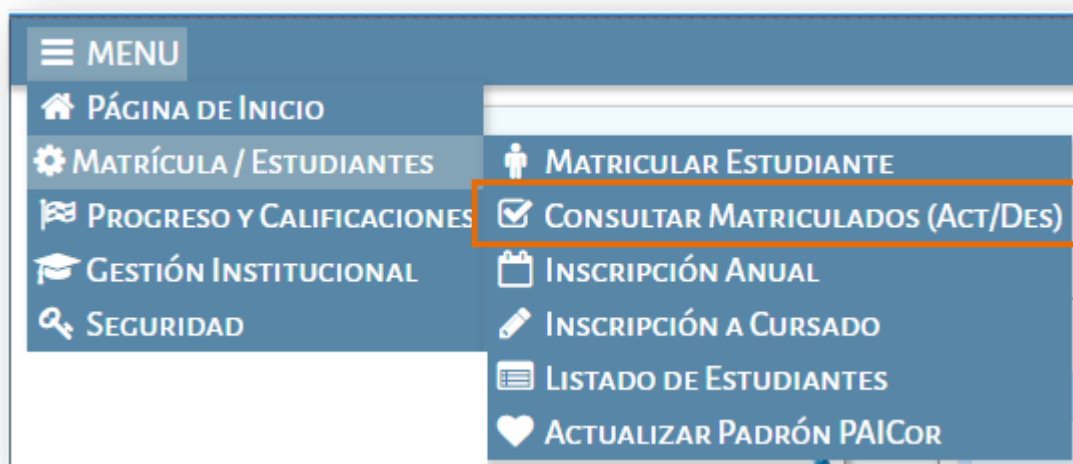 MENU
PÁGINA DE INICIO
MATRÍCULA / ESTUDIANTES
PROGRESO Y CALIFICACIONES
GESTIÓN INSTITUCIONAL
SEGURIDAD
MATRICULAR ESTUDIANTE
CONSULTAR MATRICULADOS (ACT/DES)
INSCRIPCIÓN ANUAL
INSCRIPCIÓN A CURSADO
LISTADO DE ESTUDIANTES
ACTUALIZAR PADRÓN PAICOR